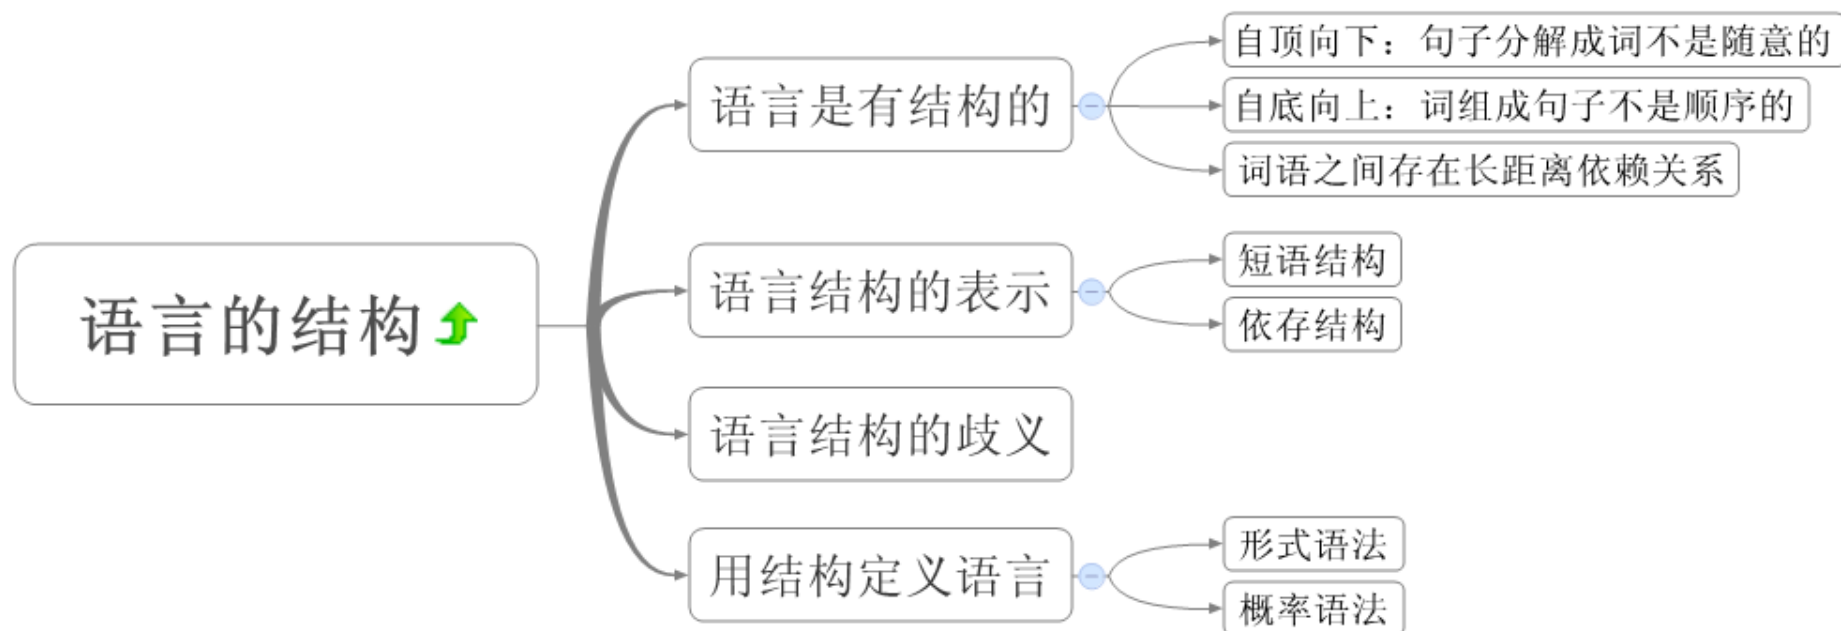 语言的结构
语言是有结构的
自顶向下：句子分解成词不是随意的
自底向上：词组成句子不是顺序的
词语之间存在长距离依赖关系
语言结构的表示
短语结构
依存结构
语言结构的歧义
用结构定义语言
形式语法
概率语法